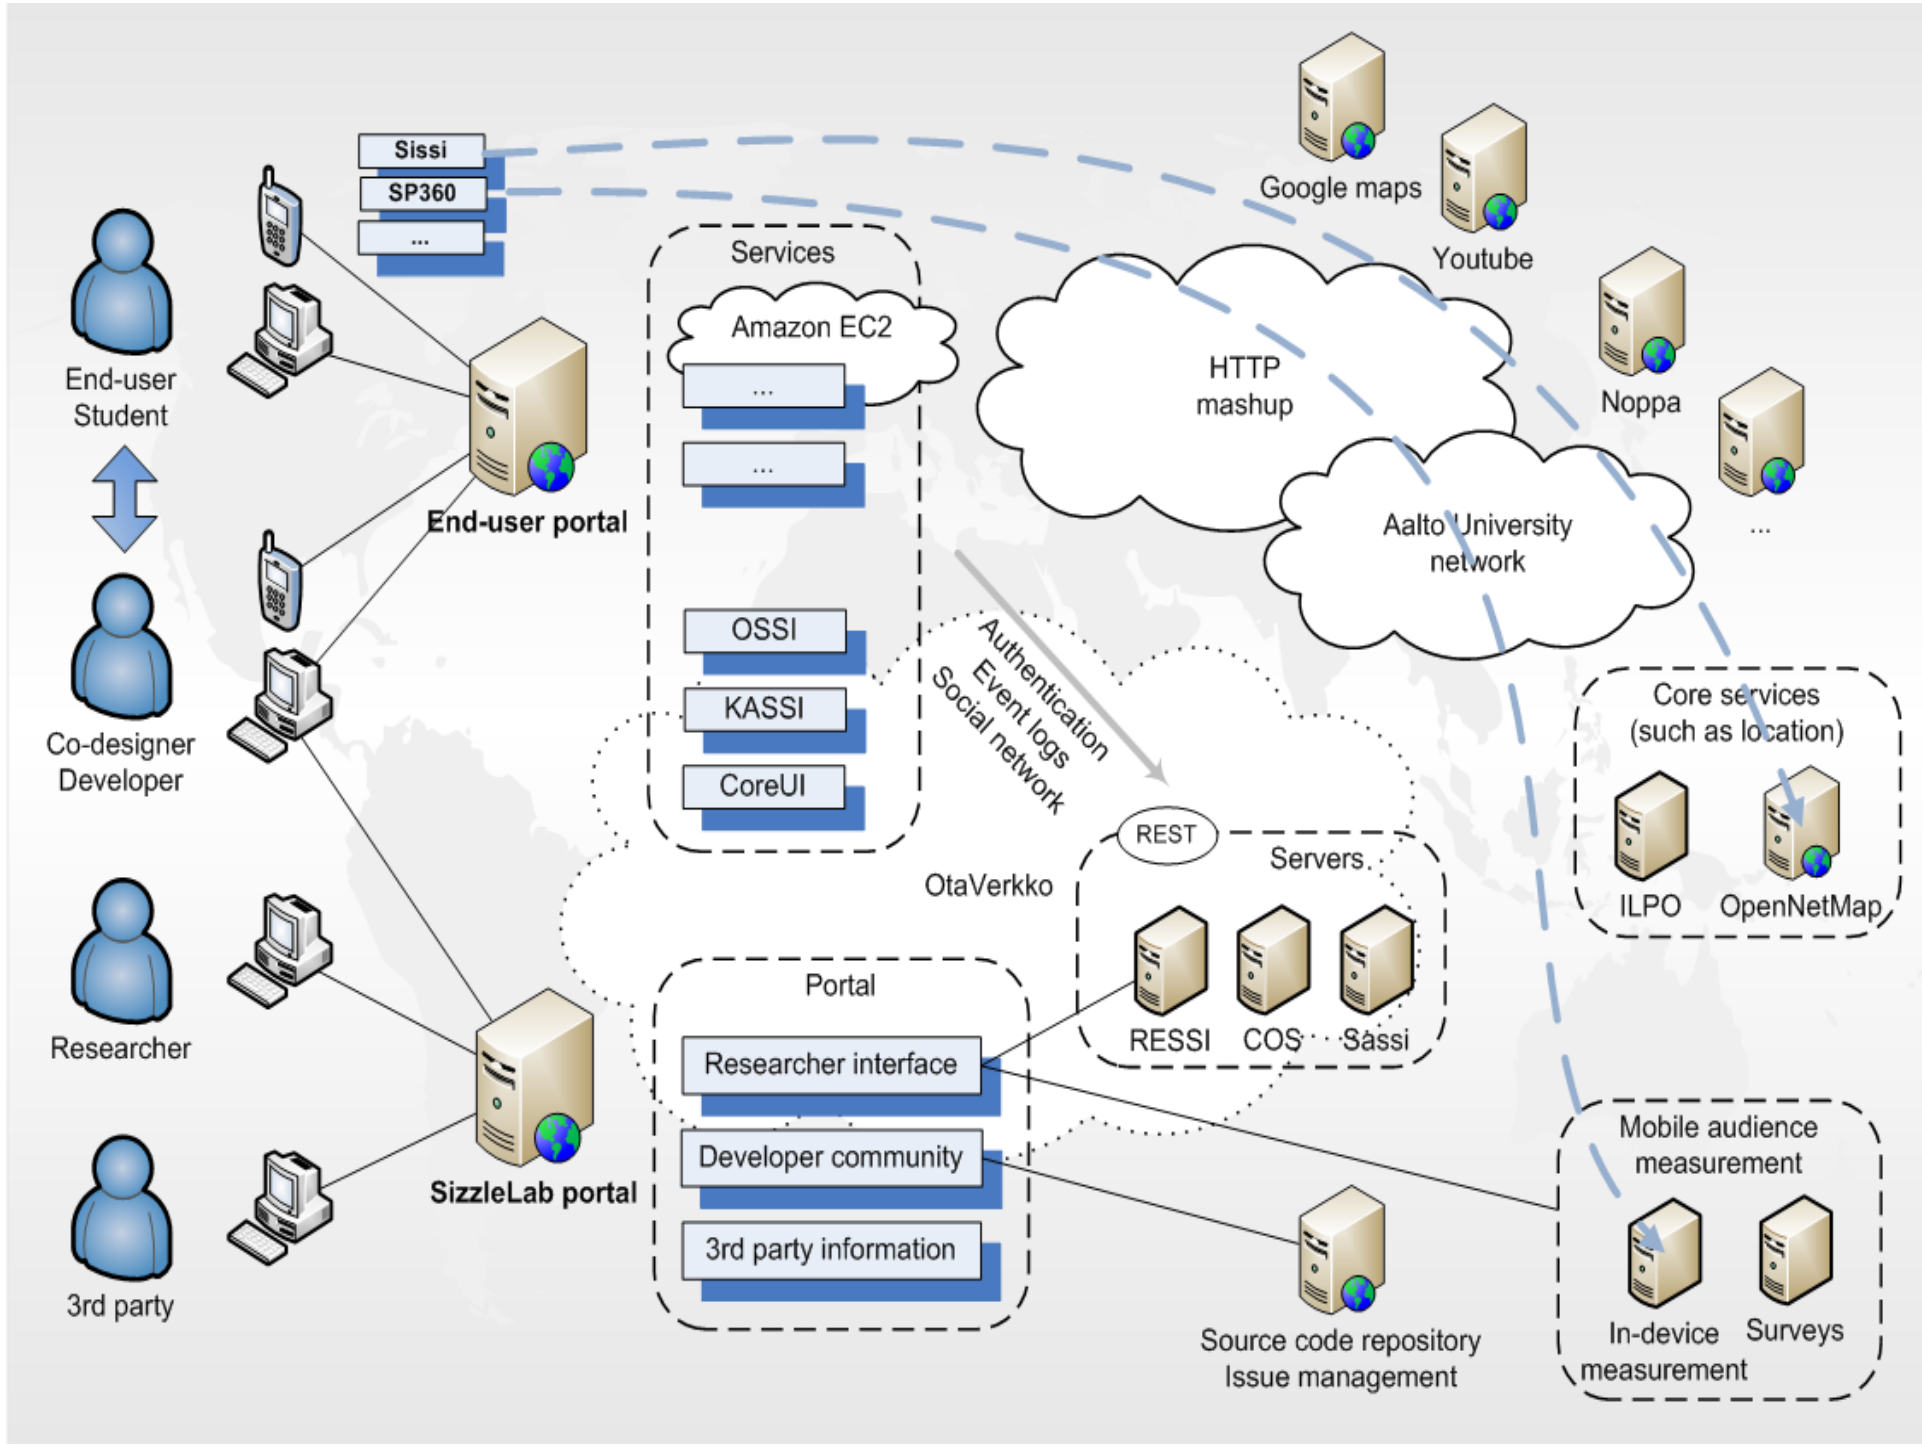 Sissi
SP360
...
End-user
Student
End-user portal
Co-designer
Developer
Researcher
3rd party
SizzleLab portal
Services
Amazon EC2
...
...
OSSI
KASSI
CoreUI
Authentication
Event logs
Social network
OtaVerkko
HTTP
mashup
Aalto University
network
Google maps
Youtube
Noppa
...
Core services
(such as location)
ILPO
OpenNetMap
REST
Servers
RESSI
COS
Sassi
Portal
Researcher interface
Developer community
3rd party information
Source code repository
Issue management
Mobile audience
measurement
In-device
measurement
Surveys